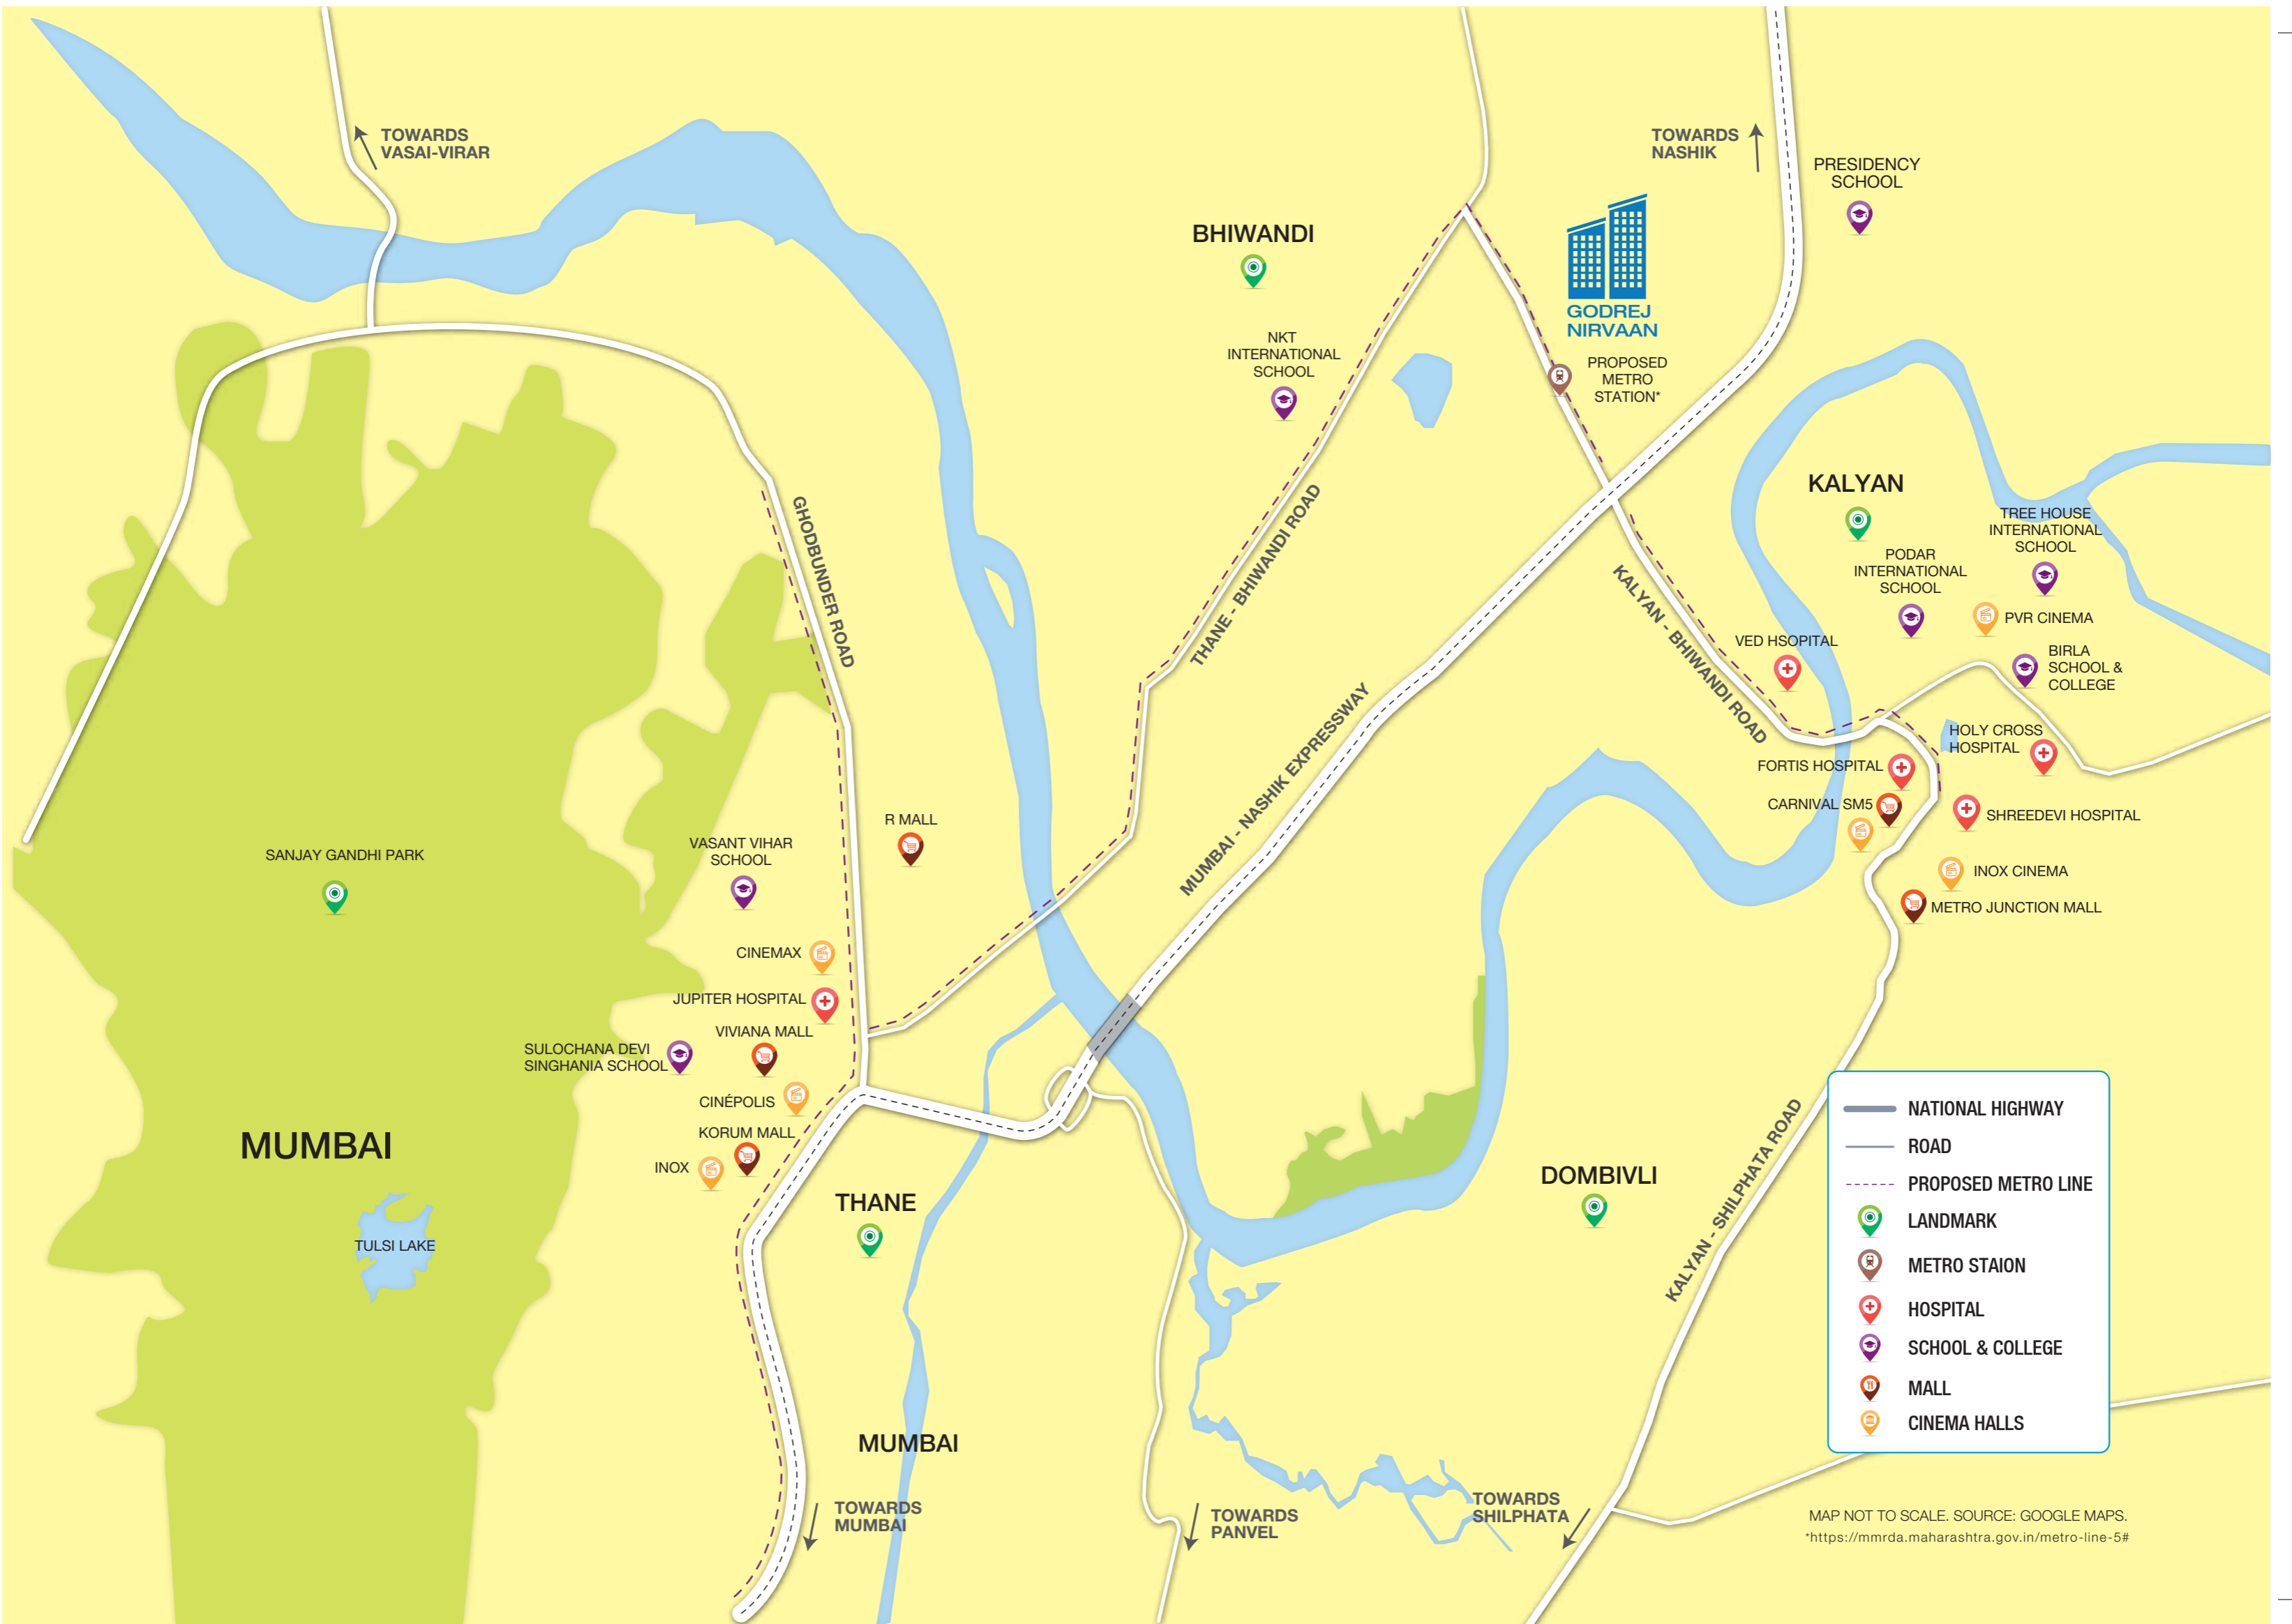 TOWARDS
VASAI-VIRAR
TOWARDS
NASHIK
PRESIDENCY
SCHOOL
BHIWANDI
GODREJ
NIRVAAN
NKT
INTERNATIONAL
SCHOOL
PROPOSED
METRO
STATION*
KALYAN
TREE HOUSE
INTERNATIONAL
SCHOOL
PODAR
INTERNATIONAL
SCHOOL
PVR CINEMA
GHODBUNDER ROAD
THANE - BHIWANDI ROAD
KALYAN - BHIWANDI ROAD
VED HSOPITAL
BIRLA
SCHOOL &
COLLEGE
MUMBAI - NASHIK EXPRESSWAY
HOLY CROSS
HOSPITAL
FORTIS HOSPITAL
CARNIVAL SM5
SHREEDEVI HOSPITAL
R MALL
VASANT VIHAR
SCHOOL
SANJAY GANDHI PARK
INOX CINEMA
METRO JUNCTION MALL
CINEMAX
JUPITER HOSPITAL
VIVIANA MALL
SULOCHANA DEVI
SINGHANIA SCHOOL
CINÉPOLIS
KORUM MALL
INOX
MUMBAI
THANE
DOMBIVLI
KALYAN - SHILPHATA ROAD
TULSI LAKE
NATIONAL HIGHWAY
ROAD
PROPOSED METRO LINE
LANDMARK
METRO STAION
HOSPITAL
SCHOOL & COLLEGE
MALL
CINEMA HALLS
MUMBAI
TOWARDS
MUMBAI
TOWARDS
PANVEL
TOWARDS
SHILPHATA
MAP NOT TO SCALE. SOURCE: GOOGLE MAPS.
*https://mmrda.maharashtra.gov.in/metro-line-5#